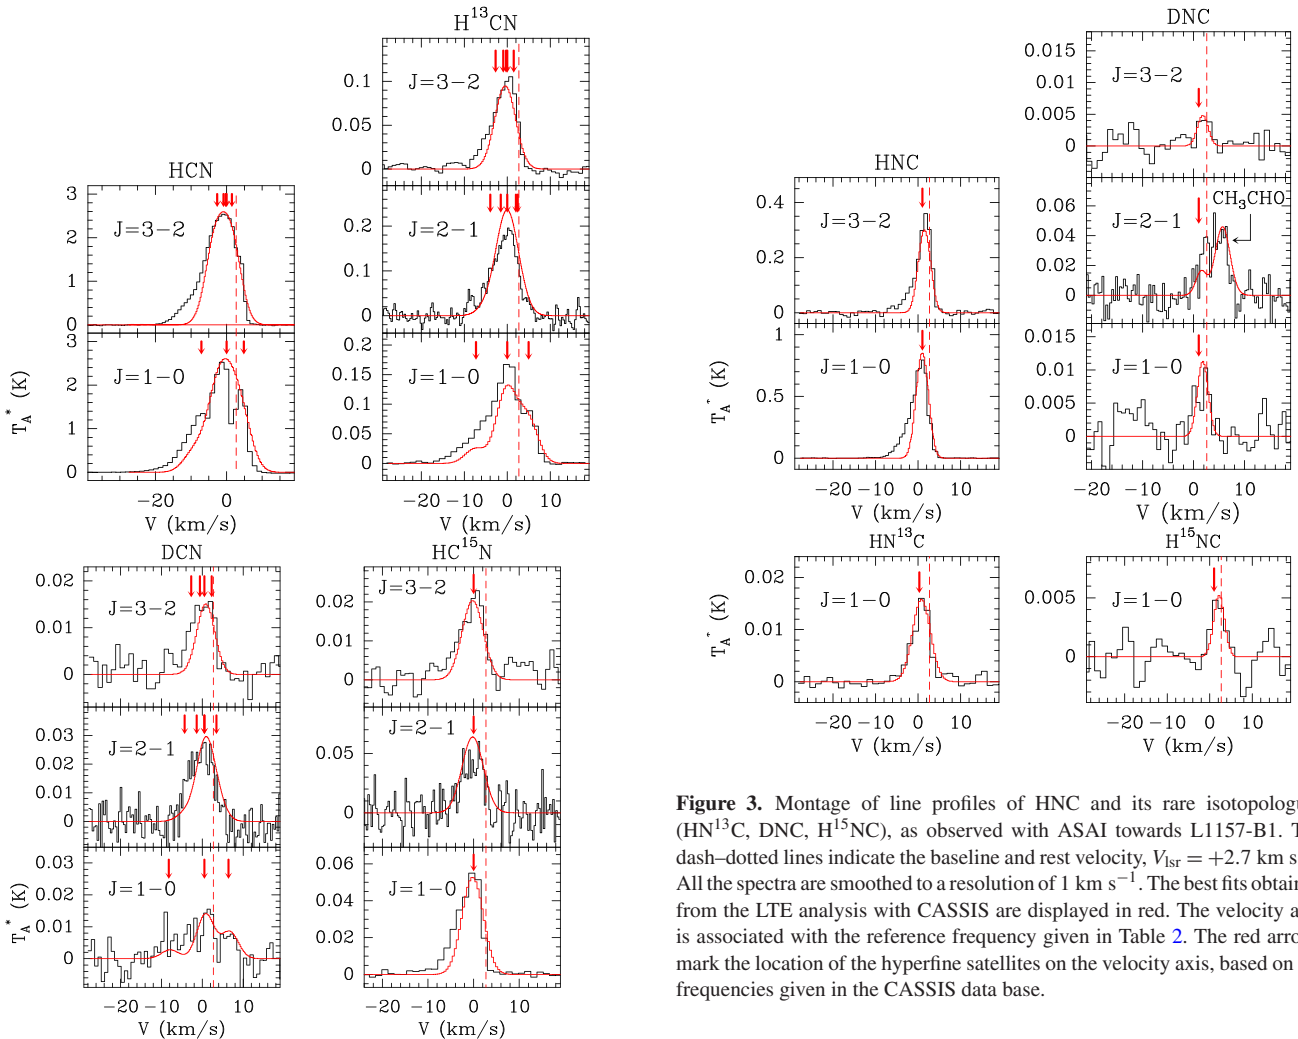 H¹³CN
J=3−2
0.1
0.05
0
HCN
J=3−2
3
2
1
0
J=2−1
0.2
0.1
0
J=1−0
3
2
1
0
J=1−0
0.2
0.15
0.1
0.05
0
T_A* (K)
−20 0
V (km/s)
−20 −10 0 10
V (km/s)
DCN
J=3−2
0.02
0.01
0
J=2−1
0.03
0.02
0.01
0
J=1−0
0.03
0.02
0.01
0
T_A* (K)
−20 −10 0 10
V (km/s)
HC¹⁵N
J=3−2
0.02
0.01
0
J=2−1
0.05
0
J=1−0
0.06
0.04
0.02
0
−20 −10 0 10
V (km/s)
DNC
J=3−2
0.015
0.01
0.005
0
HNC
J=3−2
0.4
0.2
0
J=2−1
CH₃CHO
0.06
0.04
0.02
0
J=1−0
1
0.5
0
T_A* (K)
−20 −10 0 10
V (km/s)
J=1−0
0.015
0.01
0.005
0
−20 −10 0 10
V (km/s)
HN¹³C
J=1−0
0.02
0.01
0
T_A* (K)
−20 −10 0 10
V (km/s)
H¹⁵NC
J=1−0
0.005
0
−20 −10 0 10
V (km/s)
Figure 3. Montage of line profiles of HNC and its rare isotopologu
(HN¹³C, DNC, H¹⁵NC), as observed with ASAI towards L1157-B1. T
dash–dotted lines indicate the baseline and rest velocity, V_lsr = +2.7 km s
All the spectra are smoothed to a resolution of 1 km s⁻¹. The best fits obtain
from the LTE analysis with CASSIS are displayed in red. The velocity a
is associated with the reference frequency given in Table 2. The red arro
mark the location of the hyperfine satellites on the velocity axis, based on
frequencies given in the CASSIS data base.